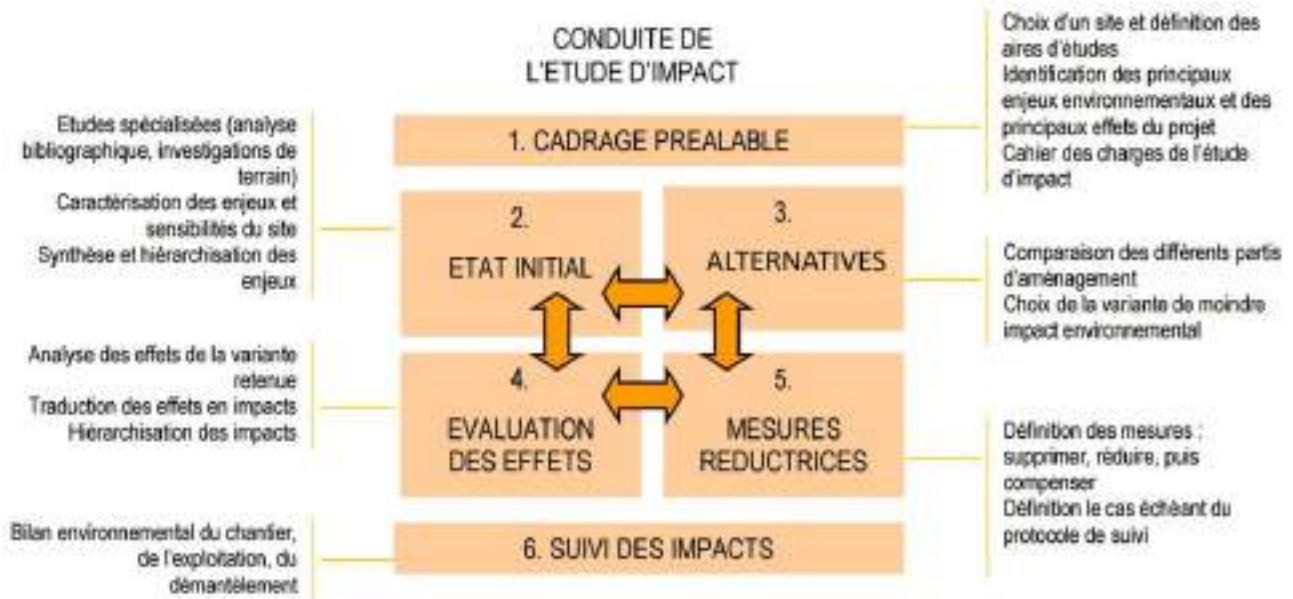 CONDUITE DE
L'ETUDE D'IMPACT
1. CADRAGE PREALABLE
Choix d'un site et définition des
aires d'études
Identification des principaux
enjeux environnementaux et des
principaux effets du projet
Cahier des charges de l'étude
d'impact
Etudes spécialisées (analyse
bibliographique, investigations de
terrain)
Caractérisation des enjeux et
sensibilités du site
Synthèse et hiérarchisation des
enjeux
2.
ETAT INITIAL
3.
ALTERNATIVES
Comparaison des différents partis
d'aménagement
Choix de la variante de moindre
impact environnemental
Analyse des effets de la variante
retenue
Traduction des effets en impacts
Hiérarchisation des impacts
4.
EVALUATION
DES EFFETS
5.
MESURES
REDUCTRICES
Définition des mesures :
supprimer, réduire, puis
compenser
Définition le cas échéant du
protocole de suivi
Bilan environnemental du chantier,
de l'exploitation, du
démantèlement
6. SUIVI DES IMPACTS